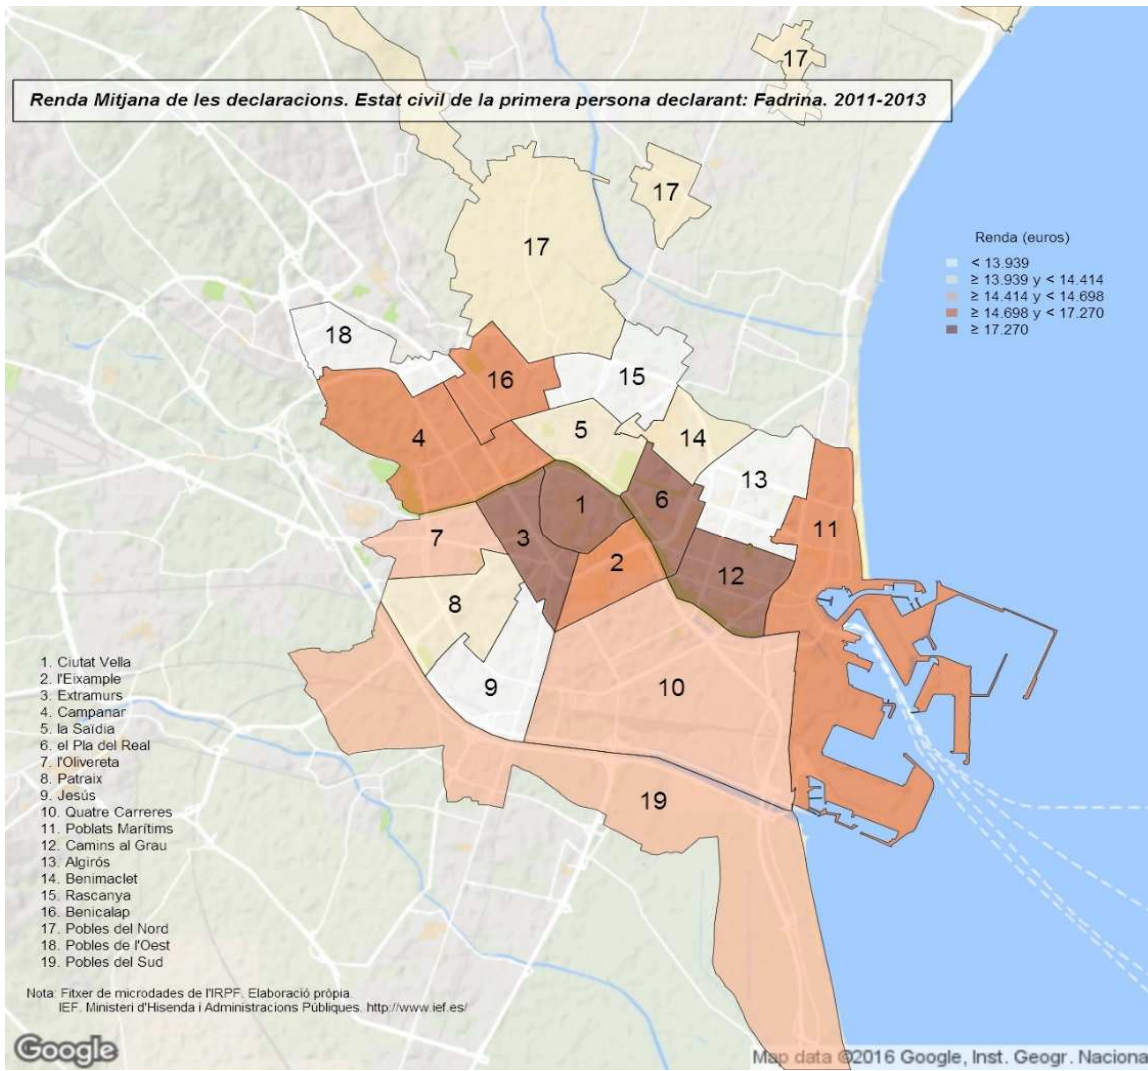 17
Renda Mitjana de les declaracions. Estat civil de la primera persona declarant: Fadrina. 2011-2013
17
17
Renda (euros)
< 13.939
≥ 13.939 y < 14.414
≥ 14.414 y < 14.698
≥ 14.698 y < 17.270
≥ 17.270
18
16
15
4
5
14
13
1
6
11
7
3
2
12
8
9
10
19
1. Ciutat Vella
2. l'Eixample
3. Extramurs
4. Campanar
5. la Saïdia
6. el Pla del Real
7. l'Olivereta
8. Patraix
9. Jesús
10. Quatre Carreres
11. Poblats Marítims
12. Camins al Grau
13. Algirós
14. Benimaclet
15. Rascanya
16. Benicalap
17. Pobles del Nord
18. Pobles de l'Oest
19. Pobles del Sud
Nota: Fitxer de microdades de l'IRPF. Elaboració pròpia.
IEF. Ministeri d'Hisenda i Administracions Públiques. http://www.ief.es/
Google
Map data ©2016 Google, Inst. Geogr. Naciona